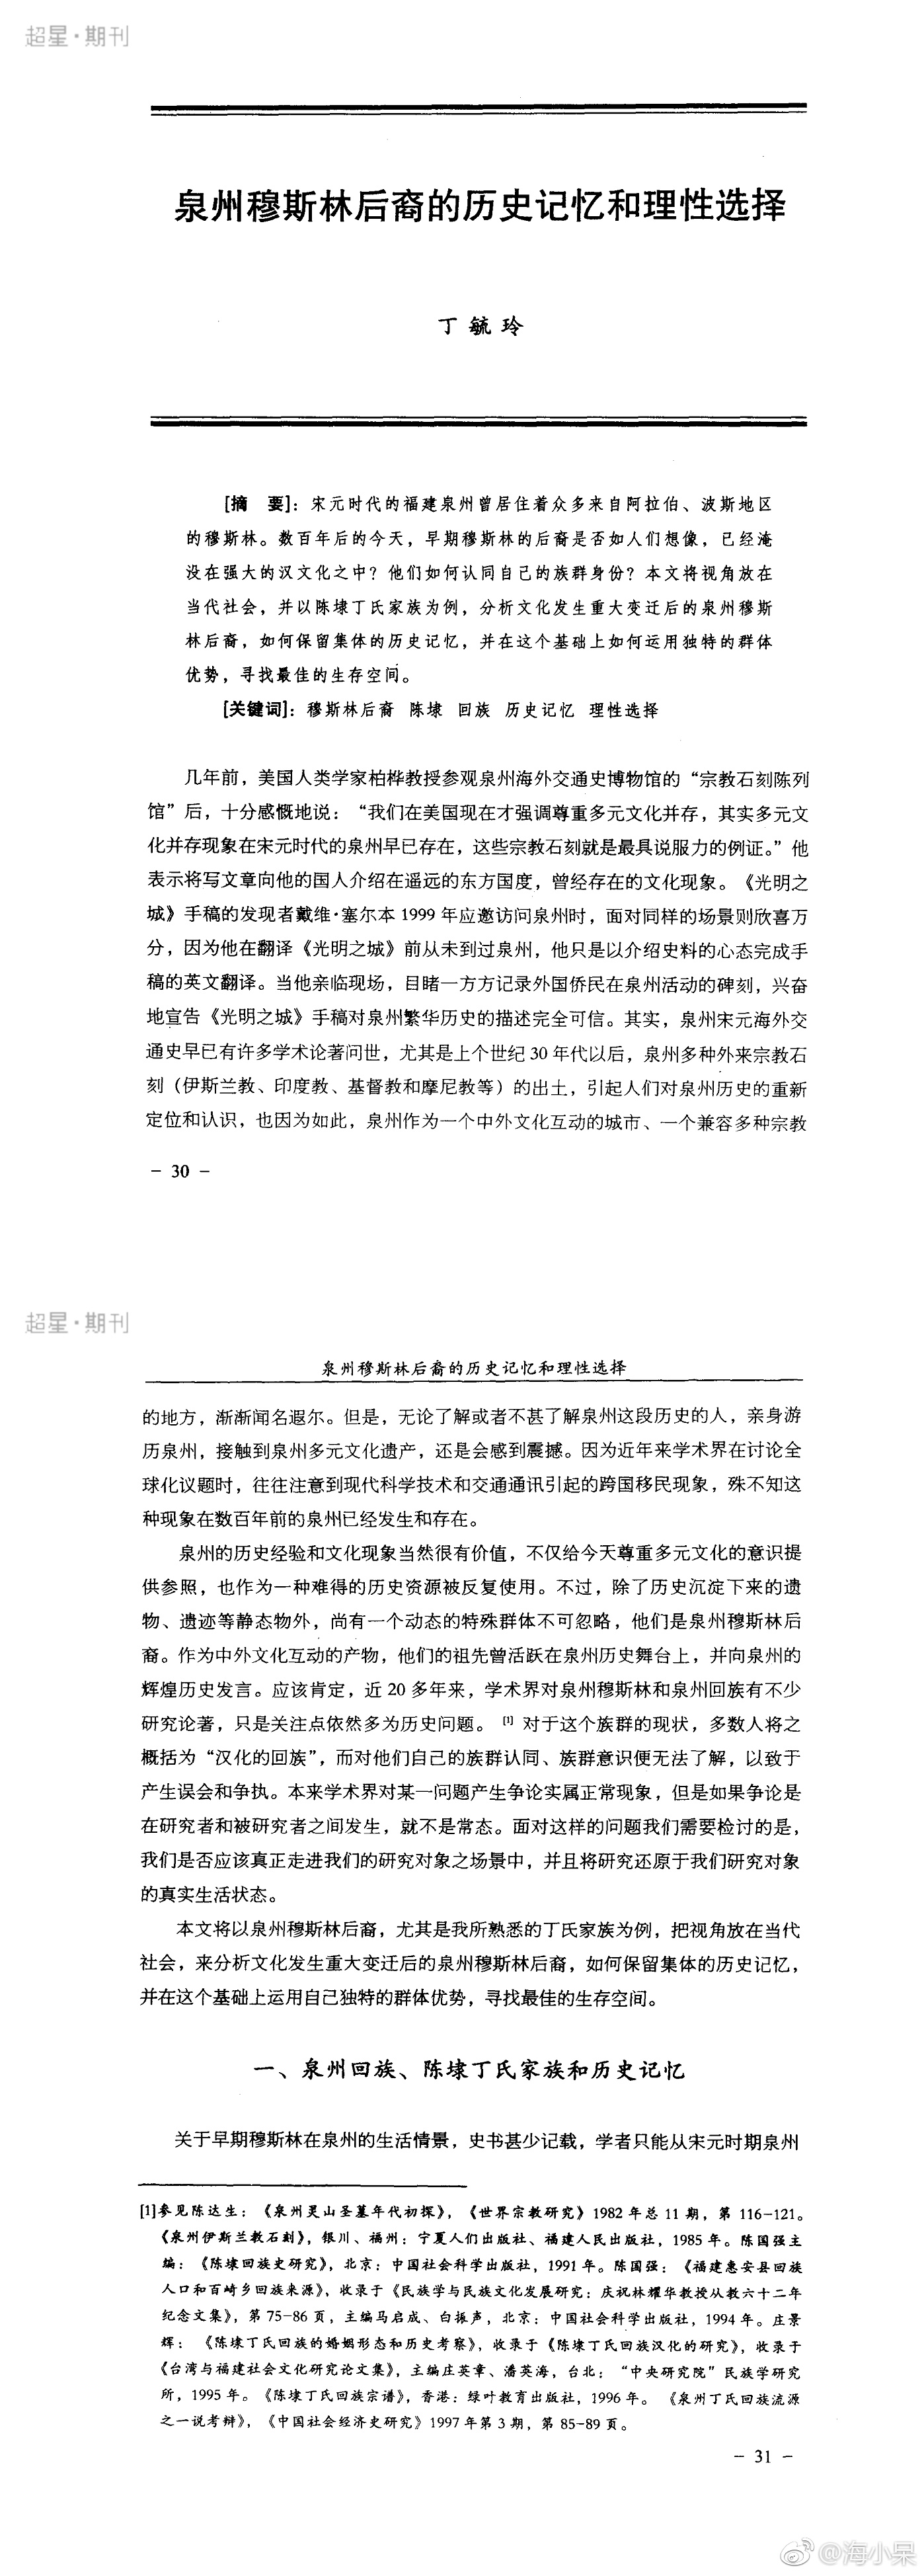 超星·期刊
泉州穆斯林后裔的历史记忆和理性选择
丁毓玲
[摘 要]：宋元时代的福建泉州曾居住着众多来自阿拉伯、波斯地区
的穆斯林。数百年后的今天，早期穆斯林的后裔是否如人们想像，已经淹
没在强大的汉文化之中？他们如何认同自己的族群身份？本文将视角放在
当代社会，并以陈埭丁氏家族为例，分析文化发生重大变迁后的泉州穆斯
林后裔，如何保留集体的历史记忆，并在这个基础上如何运用独特的群体
优势，寻找最佳的生存空间。
[关键词]：穆斯林后裔 陈埭 回族 历史记忆 理性选择
几年前，美国人类学家柏桦教授参观泉州海外交通史博物馆的“宗教石刻陈列
馆”后，十分感慨地说：“我们在美国现在才强调尊重多元文化并存，其实多元文
化并存现象在宋元时代的泉州早已存在，这些宗教石刻就是最具说服力的例证。”他
表示将写文章向他的国人介绍在遥远的东方国度，曾经存在的文化现象。《光明之
城》手稿的发现者戴维·塞尔本1999年应邀访问泉州时，面对同样的场景则欣喜万
分，因为他在翻译《光明之城》前从未到过泉州，他只是以介绍史料的心态完成手
稿的英文翻译。当他亲临现场，目睹一方方记录外国侨民在泉州活动的碑刻，兴奋
地宣告《光明之城》手稿对泉州繁华历史的描述完全可信。其实，泉州宋元海外交
通史早已有许多学术论著问世，尤其是上个世纪30年代以后，泉州多种外来宗教石
刻（伊斯兰教、印度教、基督教和摩尼教等）的出土，引起人们对泉州历史的重新
定位和认识，也因为如此，泉州作为一个中外文化互动的城市、一个兼容多种宗教
－ 30 －
超星·期刊
泉州穆斯林后裔的历史记忆和理性选择
的地方，渐渐闻名遐尔。但是，无论了解或者不甚了解泉州这段历史的人，亲身游
历泉州，接触到泉州多元文化遗产，还是会感到震撼。因为近年来学术界在讨论全
球化议题时，往往注意到现代科学技术和交通通讯引起的跨国移民现象，殊不知这
种现象在数百年前的泉州已经发生和存在。
泉州的历史经验和文化现象当然很有价值，不仅给今天尊重多元文化的意识提
供参照，也作为一种难得的历史资源被反复使用。不过，除了历史沉淀下来的遗
物、遗迹等静态物外，尚有一个动态的特殊群体不可忽略，他们是泉州穆斯林后
裔。作为中外文化互动的产物，他们的祖先曾活跃在泉州历史舞台上，并向泉州的
辉煌历史发言。应该肯定，近20多年来，学术界对泉州穆斯林和泉州回族有不少
研究论著，只是关注点依然多为历史问题。[1]对于这个族群的现状，多数人将之
概括为“汉化的回族”，而对他们自己的族群认同、族群意识便无法了解，以致于
产生误会和争执。本来学术界对某一问题产生争论实属正常现象，但是如果争论是
在研究者和被研究者之间发生，就不是常态。面对这样的问题我们需要检讨的是，
我们是否应该真正走进我们的研究对象之场景中，并且将研究还原于我们研究对象
的真实生活状态。
本文将以泉州穆斯林后裔，尤其是我所熟悉的丁氏家族为例，把视角放在当代
社会，来分析文化发生重大变迁后的泉州穆斯林后裔，如何保留集体的历史记忆，
并在这个基础上运用自己独特的群体优势，寻找最佳的生存空间。
一、泉州回族、陈埭丁氏家族和历史记忆
关于早期穆斯林在泉州的生活情景，史书甚少记载，学者只能从宋元时期泉州
[1]参见陈达生：《泉州灵山圣墓年代初探》，《世界宗教研究》1982年总11期，第116-121。
《泉州伊斯兰教石刻》，银川、福州：宁夏人们出版社、福建人民出版社，1985年。陈国强主
编：《陈埭回族史研究》，北京：中国社会科学出版社，1991年。陈国强：《福建惠安县回族
人口和百崎乡回族来源》，收录于《民族学与民族文化发展研究：庆祝林耀华教授从教六十二年
纪念文集》，第75-86页，主编马启成、白振声，北京：中国社会科学出版社，1994年。庄景
辉：《陈埭丁氏回族的婚姻形态和历史考察》，收录于《陈埭丁氏回族汉化的研究》，收录于
《台湾与福建社会文化研究论文集》，主编庄英章、潘英海，台北：“中央研究院”民族学研究
所，1995年。《陈埭丁氏回族宗谱》，香港：绿叶教育出版社，1996年。《泉州丁氏回族流源
之一说考辩》，《中国社会经济史研究》1997年第3期，第85-89页。
－ 31 －
@海小呆